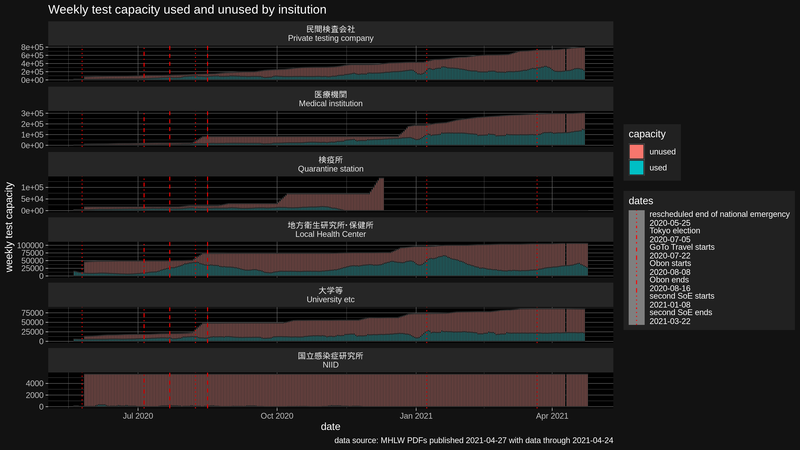 Weekly test capacity used and unused by insitution
民間検査会社
Private testing company
8e+05
6e+05
4e+05
2e+05
0e+00
医療機関
Medical institution
3e+05
2e+05
1e+05
0e+00
検疫所
Quarantine station
1e+05
5e+04
0e+00
地方衛生研究所・保健所
Local Health Center
100000
75000
50000
25000
0
大学等
University etc
75000
50000
25000
0
国立感染症研究所
NIID
4000
2000
0
Jul 2020
Oct 2020
Jan 2021
Apr 2021
date
weekly test capacity
data source: MHLW PDFs published 2021-04-27 with data through 2021-04-24
capacity
unused
used
dates
rescheduled end of national emergency
2020-05-25
Tokyo election
2020-07-05
GoTo Travel starts
2020-07-22
Obon starts
2020-08-08
Obon ends
2020-08-16
second SoE starts
2021-01-08
second SoE ends
2021-03-22